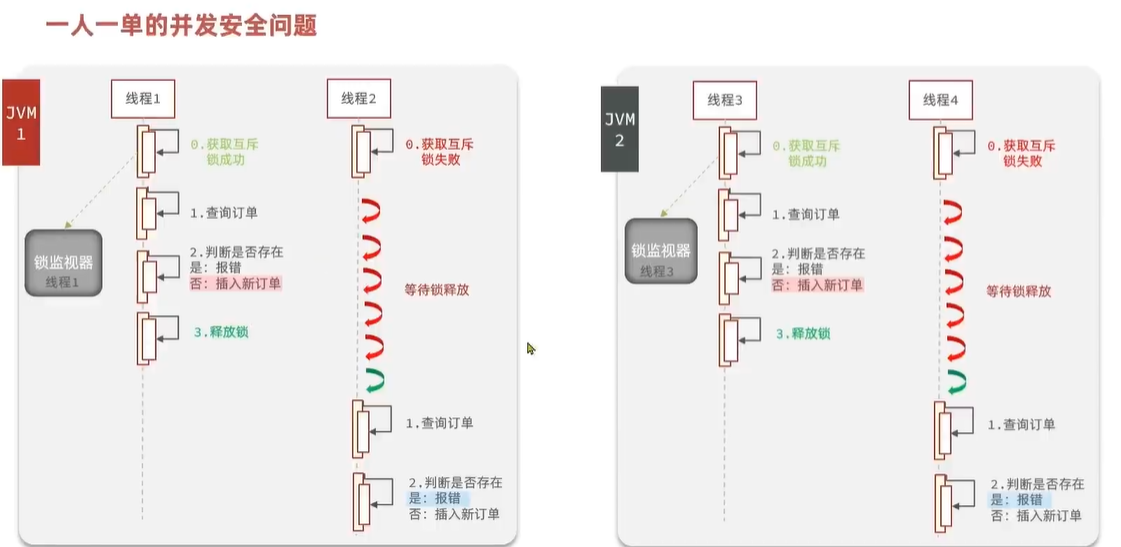 一人一单的并发安全问题
JVM
1
线程1
线程2
0.获取互斥
锁成功
0.获取互斥
锁失败
1.查询订单
锁监视器
线程1
2.判断是否存在
是：报错
否：插入新订单
等待锁释放
3.释放锁
1.查询订单
2.判断是否存在
是：报错
否：插入新订单
JVM
2
线程3
线程4
0.获取互斥
锁成功
0.获取互斥
锁失败
1.查询订单
锁监视器
线程3
2.判断是否存在
是：报错
否：插入新订单
等待锁释放
3.释放锁
1.查询订单
2.判断是否存在
是：报错
否：插入新订单